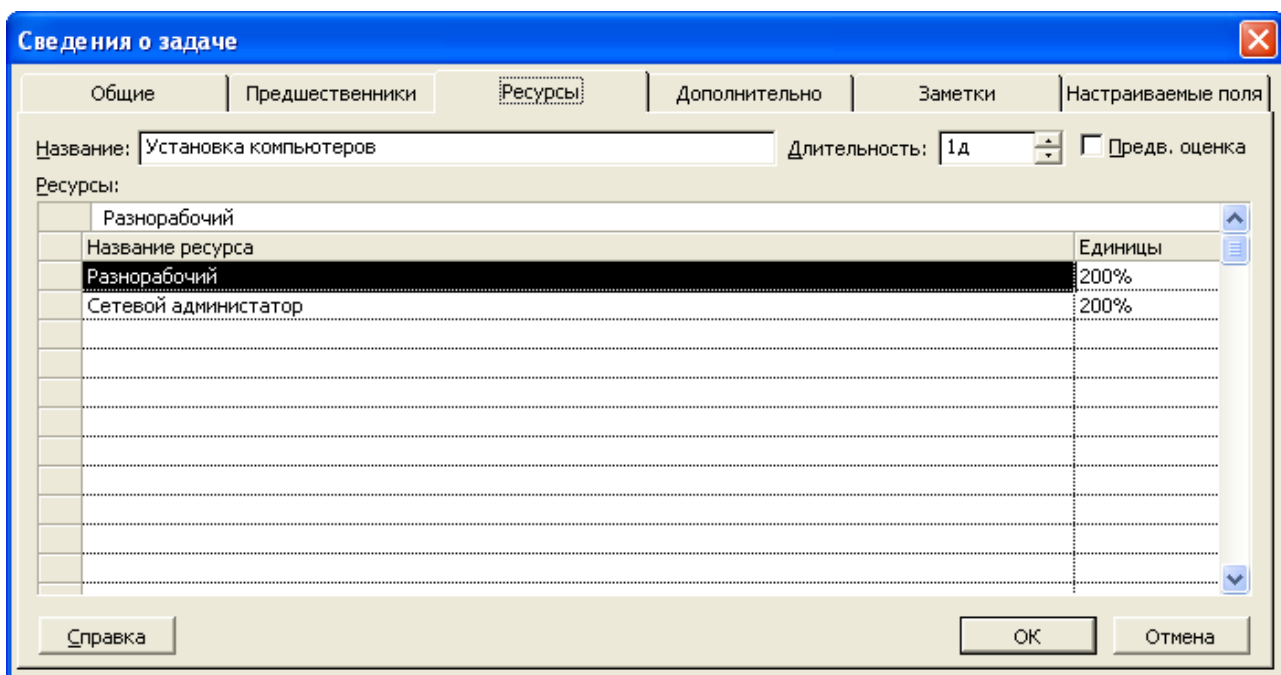 Сведения о задаче
Общие Предшественники Ресурсы Дополнительно Заметки Настраиваемые поля
Название: Установка компьютеров Длительность: 1д Предв. оценка
Ресурсы:
Разнорабочий
Название ресурса Единицы
Разнорабочий 200%
Сетевой администатор 200%
Справка ОК Отмена